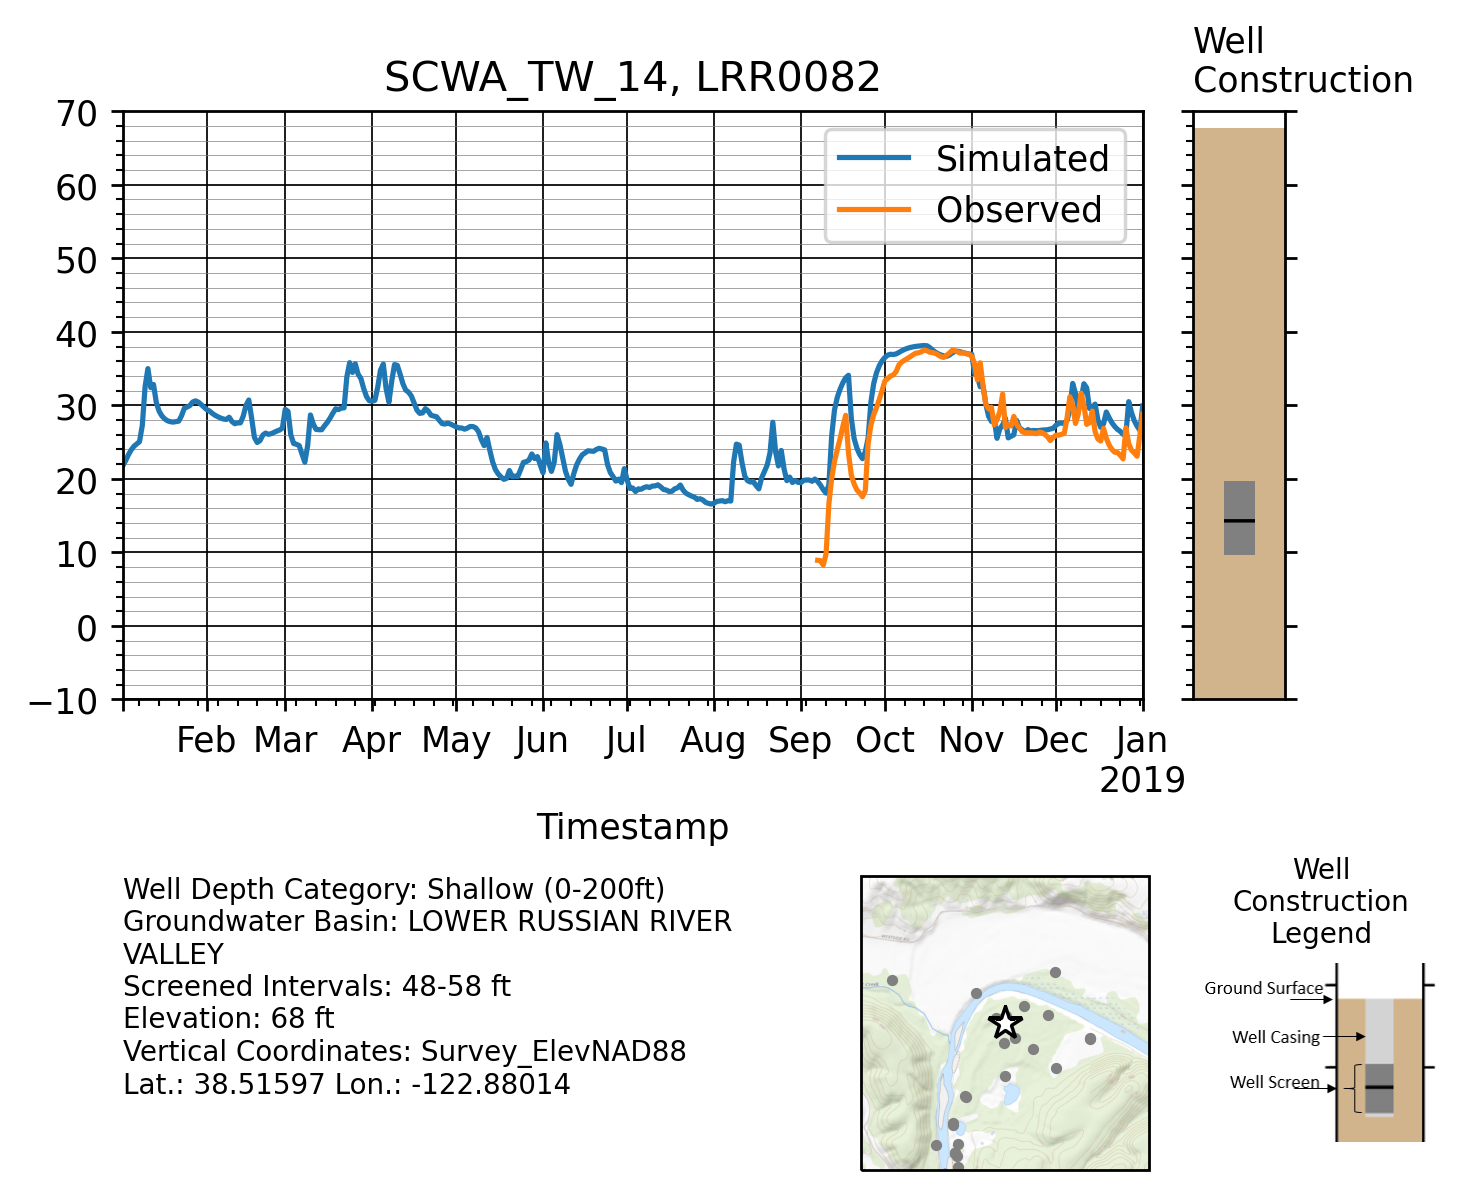 Well
Construction
SCWA_TW_14, LRR0082
70
60
50
40
30
20
10
0
−10
Simulated
Observed
Feb Mar Apr May Jun Jul Aug Sep Oct Nov Dec Jan
2019
Timestamp
Well Depth Category: Shallow (0-200ft)
Groundwater Basin: LOWER RUSSIAN RIVER
VALLEY
Screened Intervals: 48-58 ft
Elevation: 68 ft
Vertical Coordinates: Survey_ElevNAD88
Lat.: 38.51597 Lon.: -122.88014
Well
Construction
Legend
Ground Surface
Well Casing
Well Screen